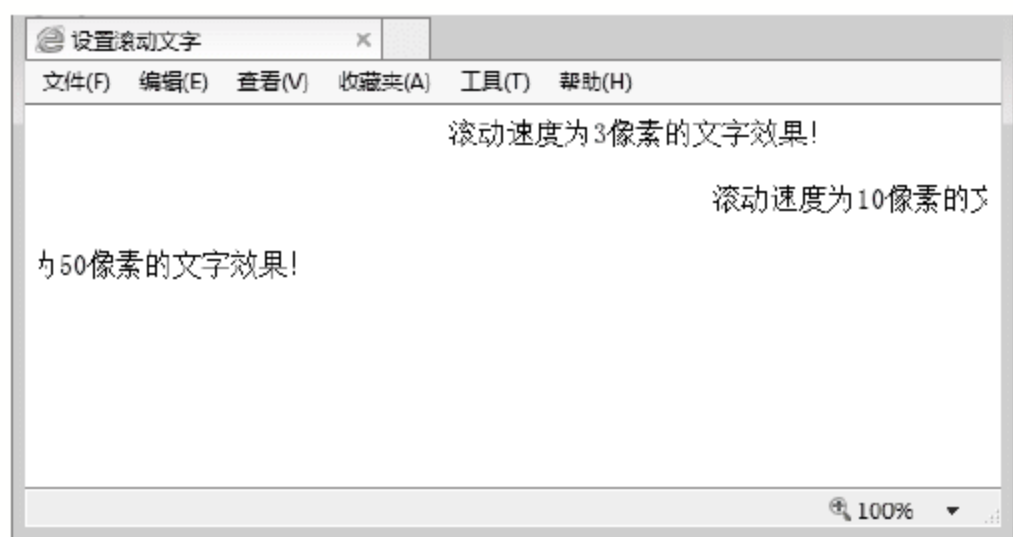 设置滚动文字
文件(F) 编辑(E) 查看(V) 收藏夹(A) 工具(T) 帮助(H)
滚动速度为3像素的文字效果!
滚动速度为10像素的文
为50像素的文字效果!
100%